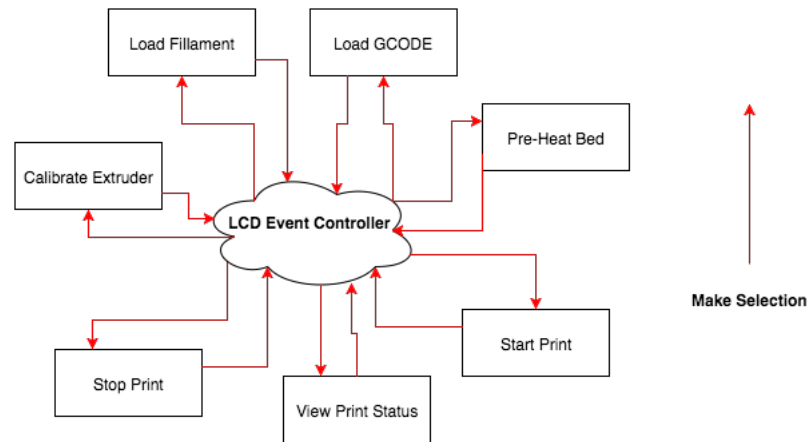 Load Fillament
Load GCODE
Pre-Heat Bed
Calibrate Extruder
LCD Event Controller
Make Selection
Start Print
Stop Print
View Print Status